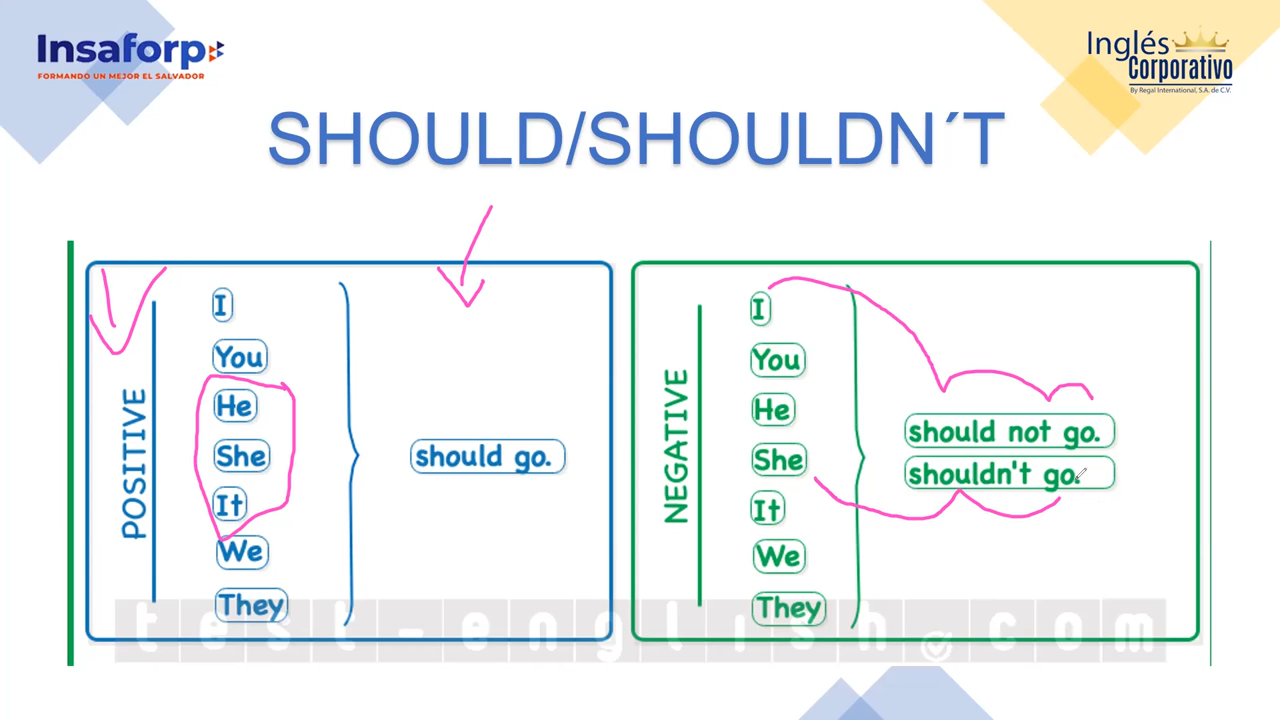 Insaforp
FORMANDO UN MEJOR EL SALVADOR
Inglés
Corporativo
By Regal International, S.A. de C.V.
SHOULD/SHOULDN´T
POSITIVE
I
You
He
She
It
We
They
should go.
NEGATIVE
I
You
He
She
It
We
They
should not go.
shouldn't go.
test-english.com